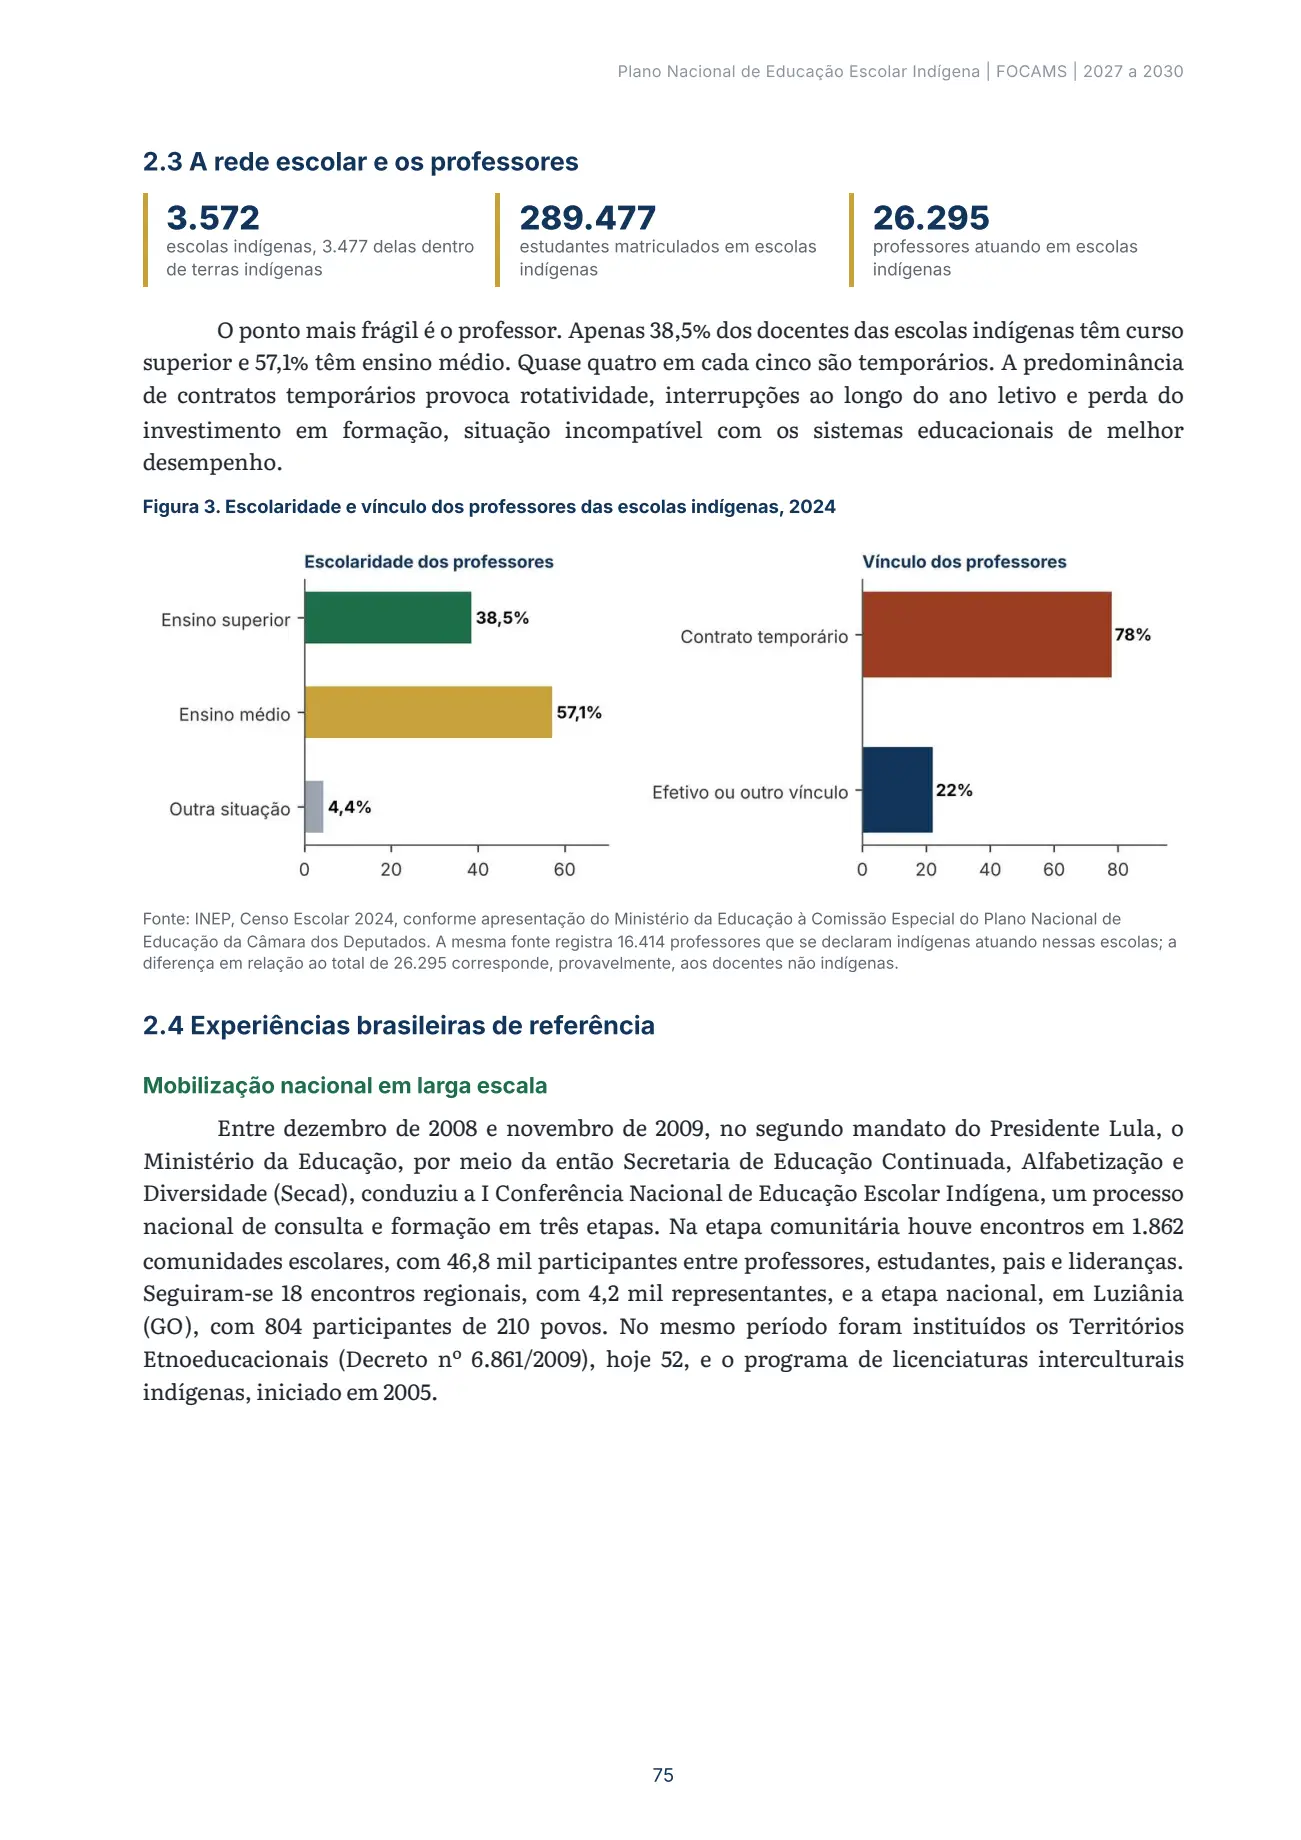 Plano Nacional de Educação Escolar Indígena | FOCAMS | 2027 a 2030
2.3 A rede escolar e os professores
3.572
escolas indígenas, 3.477 delas dentro
de terras indígenas
289.477
estudantes matriculados em escolas
indígenas
26.295
professores atuando em escolas
indígenas
O ponto mais frágil é o professor. Apenas 38,5% dos docentes das escolas indígenas têm curso
superior e 57,1% têm ensino médio. Quase quatro em cada cinco são temporários. A predominância
de contratos temporários provoca rotatividade, interrupções ao longo do ano letivo e perda do
investimento em formação, situação incompatível com os sistemas educacionais de melhor
desempenho.
Figura 3. Escolaridade e vínculo dos professores das escolas indígenas, 2024
Escolaridade dos professores
Ensino superior
38,5%
Ensino médio
57,1%
Outra situação
4,4%
0 20 40 60
Vínculo dos professores
Contrato temporário
78%
Efetivo ou outro vínculo
22%
0 20 40 60 80
Fonte: INEP, Censo Escolar 2024, conforme apresentação do Ministério da Educação à Comissão Especial do Plano Nacional de
Educação da Câmara dos Deputados. A mesma fonte registra 16.414 professores que se declaram indígenas atuando nessas escolas; a
diferença em relação ao total de 26.295 corresponde, provavelmente, aos docentes não indígenas.
2.4 Experiências brasileiras de referência
Mobilização nacional em larga escala
Entre dezembro de 2008 e novembro de 2009, no segundo mandato do Presidente Lula, o
Ministério da Educação, por meio da então Secretaria de Educação Continuada, Alfabetização e
Diversidade (Secad), conduziu a I Conferência Nacional de Educação Escolar Indígena, um processo
nacional de consulta e formação em três etapas. Na etapa comunitária houve encontros em 1.862
comunidades escolares, com 46,8 mil participantes entre professores, estudantes, pais e lideranças.
Seguiram-se 18 encontros regionais, com 4,2 mil representantes, e a etapa nacional, em Luziânia
(GO), com 804 participantes de 210 povos. No mesmo período foram instituídos os Territórios
Etnoeducacionais (Decreto nº 6.861/2009), hoje 52, e o programa de licenciaturas interculturais
indígenas, iniciado em 2005.
75